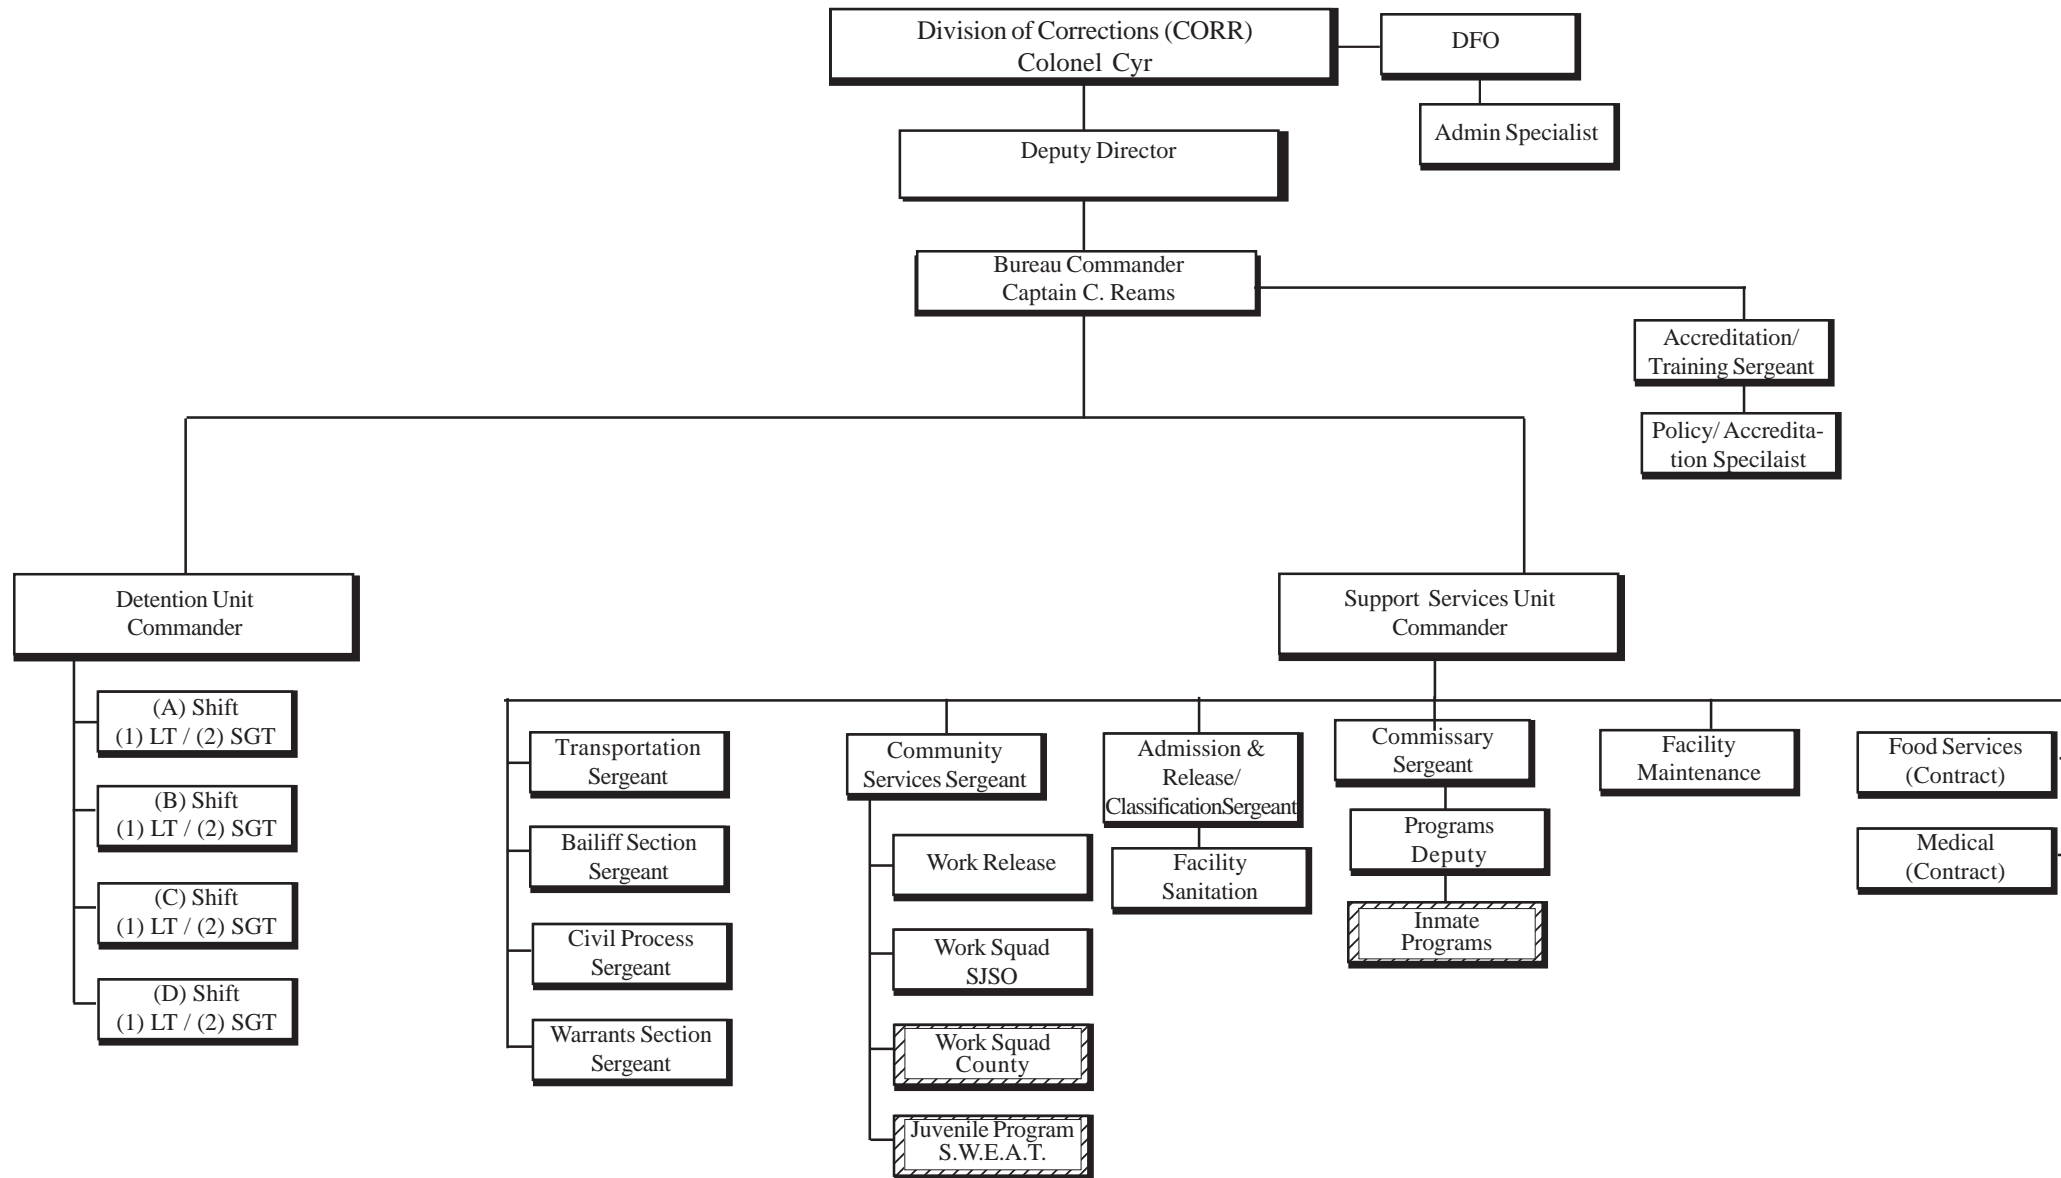 Division of Corrections (CORR)
Colonel Cyr
DFO
Admin Specialist
Deputy Director
Bureau Commander
Captain C. Reams
Accreditation/
Training Sergeant
Policy/ Accredita-
tion Specilaist
Detention Unit
Commander
Support Services Unit
Commander
(A) Shift
(1) LT / (2) SGT
(B) Shift
(1) LT / (2) SGT
(C) Shift
(1) LT / (2) SGT
(D) Shift
(1) LT / (2) SGT
Transportation
Sergeant
Bailiff Section
Sergeant
Civil Process
Sergeant
Warrants Section
Sergeant
Community
Services Sergeant
Work Release
Work Squad
SJSO
Work Squad
County
Juvenile Program
S.W.E.A.T.
Admission &
Release/
ClassificationSergeant
Facility
Sanitation
Commissary
Sergeant
Programs
Deputy
Inmate
Programs
Facility
Maintenance
Food Services
(Contract)
Medical
(Contract)